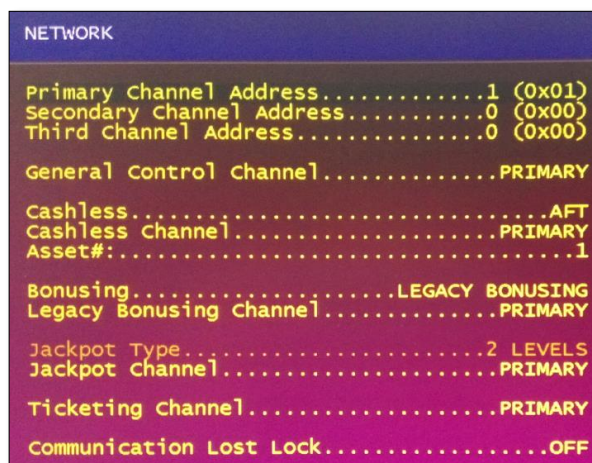 NETWORK
Primary Channel Address.............1 (0x01)
Secondary Channel Address...........0 (0x00)
Third Channel Address...............0 (0x00)
General Control Channel..............PRIMARY
Cashless.................................AFT
Cashless Channel.....................PRIMARY
Asset#:....................................1
Bonusing.....................LEGACY BONUSING
Legacy Bonusing Channel..............PRIMARY
Jackpot Type........................2 LEVELS
Jackpot Channel......................PRIMARY
Ticketing Channel....................PRIMARY
Communication Lost Lock..................OFF